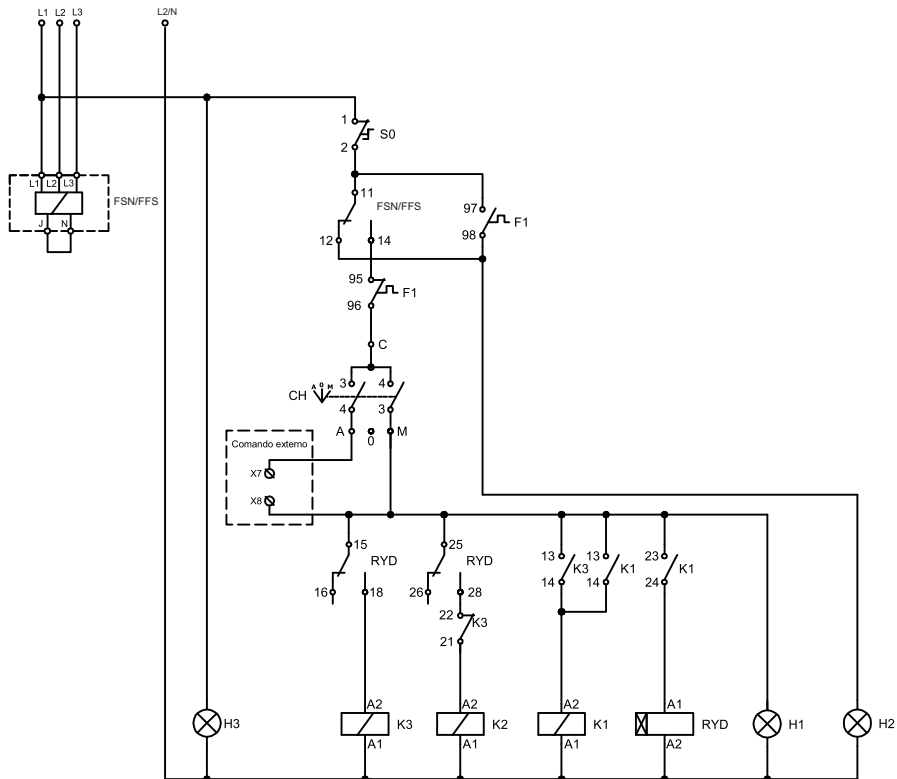 L1 L2 L3 L2/N
1
S0
2
L1 L2 L3
FSN/FFS
J N
11
FSN/FFS
12 14
97
F1
98
95
F1
96
C
3 4
A 0 M
CH
4 3
A 0 M
Comando externo
X7
X8
15
RYD
16 18
25
RYD
26 28
22
K3
21
13
K3
14
13
K1
14
23
K1
24
H3
A2
K3
A1
A2
K2
A1
A2
K1
A1
A1
RYD
A2
H1
H2